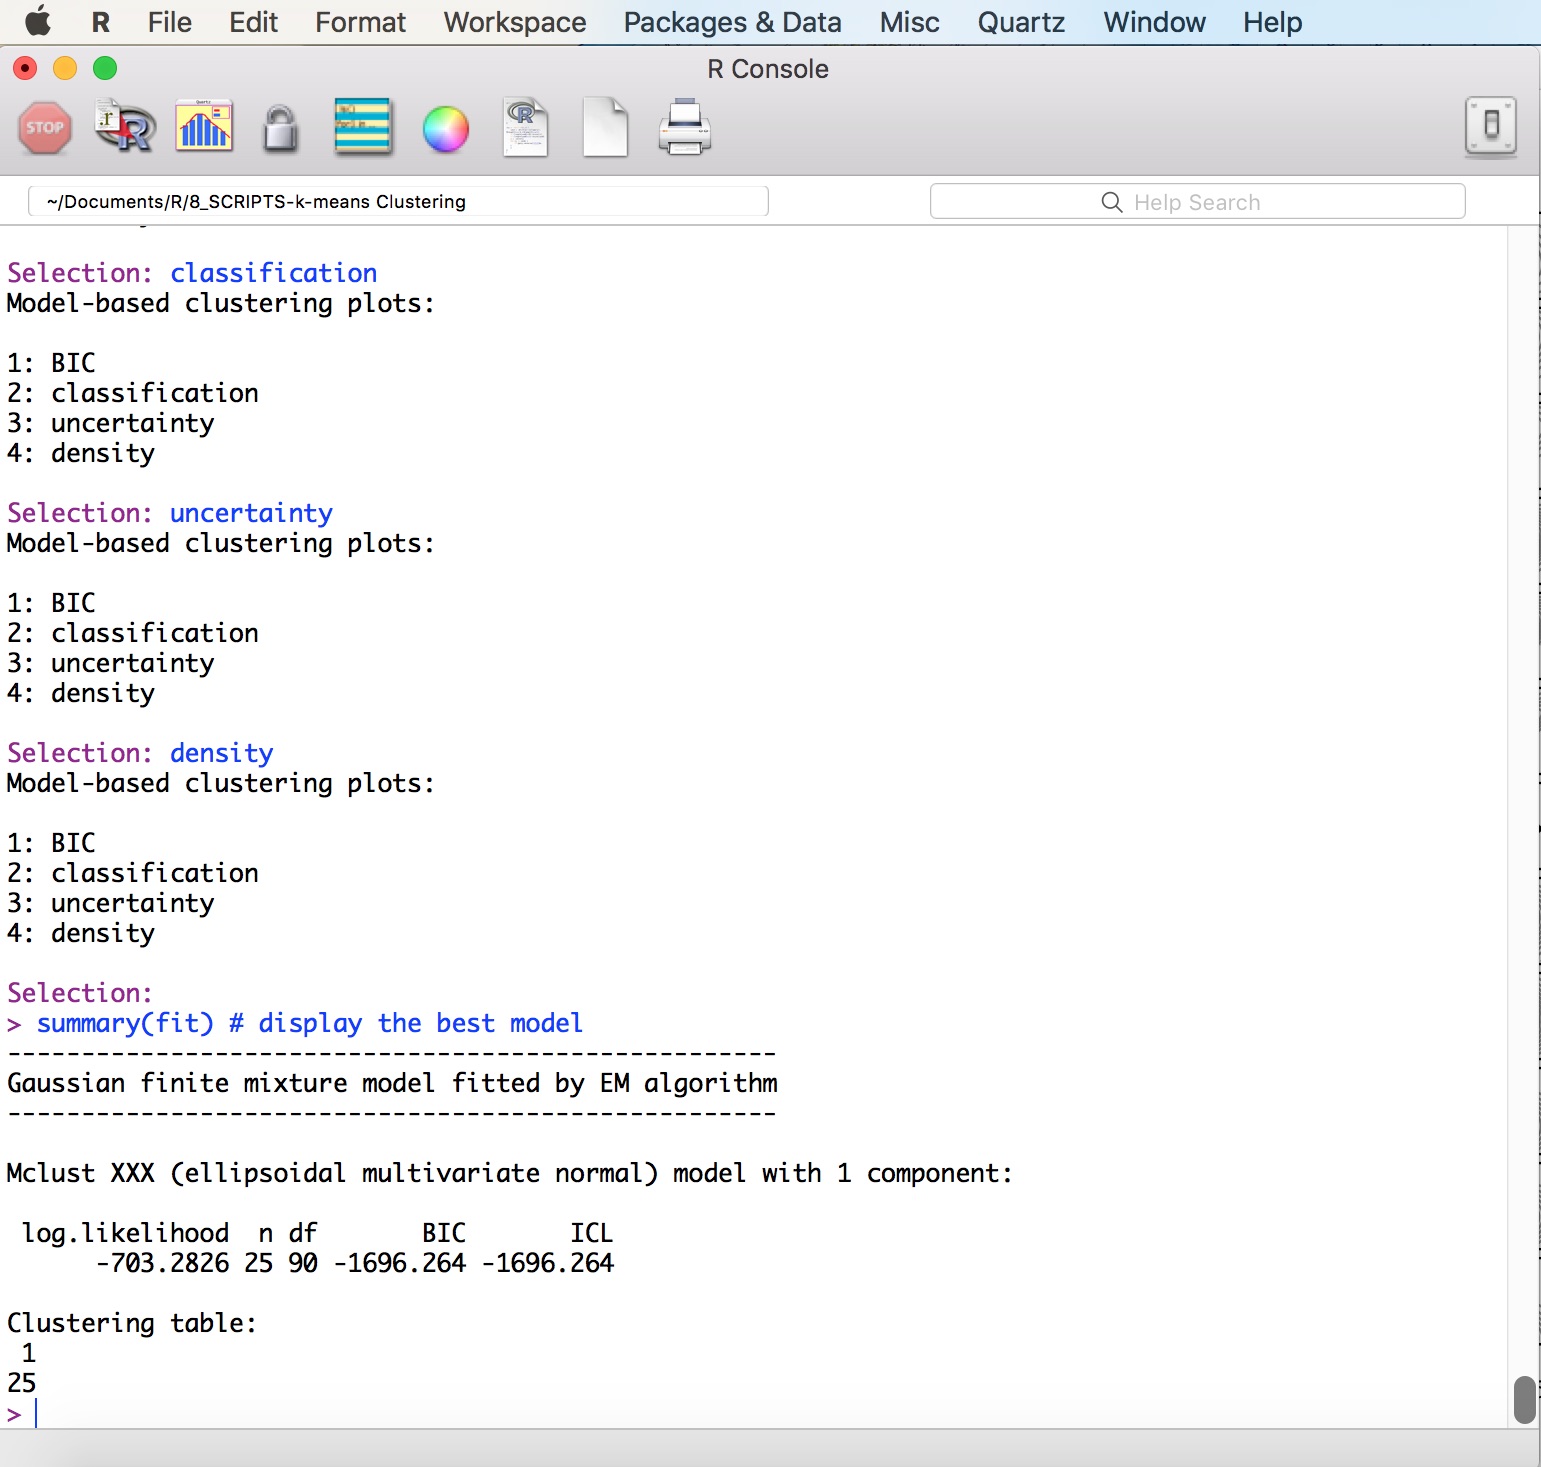 R File Edit Format Workspace Packages & Data Misc Quartz Window Help
R Console
STOP
~/Documents/R/8_SCRIPTS-k-means Clustering
Help Search
Selection: classification
Model-based clustering plots:
1: BIC
2: classification
3: uncertainty
4: density
Selection: uncertainty
Model-based clustering plots:
1: BIC
2: classification
3: uncertainty
4: density
Selection: density
Model-based clustering plots:
1: BIC
2: classification
3: uncertainty
4: density
Selection:
> summary(fit) # display the best model
----------------------------------------------------
Gaussian finite mixture model fitted by EM algorithm
----------------------------------------------------
Mclust XXX (ellipsoidal multivariate normal) model with 1 component:
log.likelihood n df BIC ICL
-703.2826 25 90 -1696.264 -1696.264
Clustering table:
1
25
>